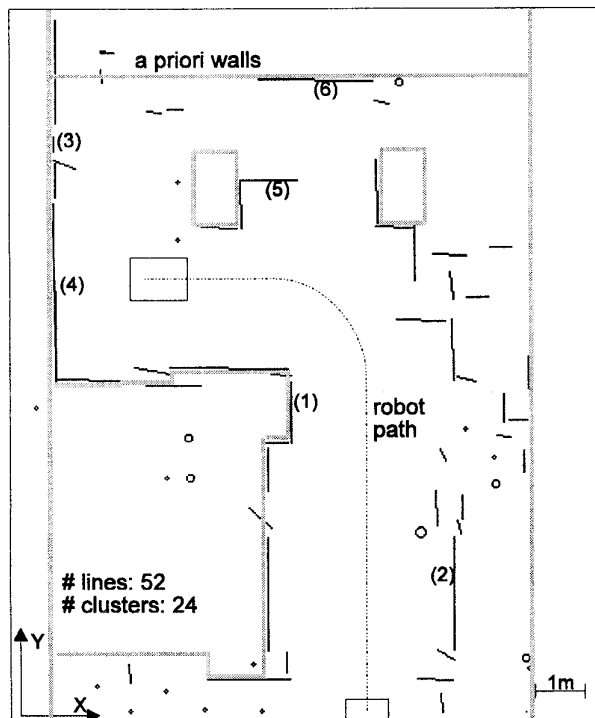 a priori walls
(6)
(3)
(5)
(4)
(1)
robot
path
(2)
# lines: 52
# clusters: 24
Y
X
1m